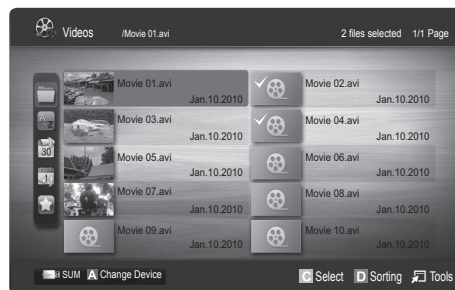 Videos /Movie 01.avi 2 files selected 1/1 Page
Movie 01.avi Jan.10.2010
Movie 02.avi Jan.10.2010
Movie 03.avi Jan.10.2010
Movie 04.avi Jan.10.2010
Movie 05.avi Jan.10.2010
Movie 06.avi Jan.10.2010
Movie 07.avi Jan.10.2010
Movie 08.avi Jan.10.2010
Movie 09.avi Jan.10.2010
Movie 10.avi Jan.10.2010
30
1
SUM A Change Device C Select D Sorting Tools